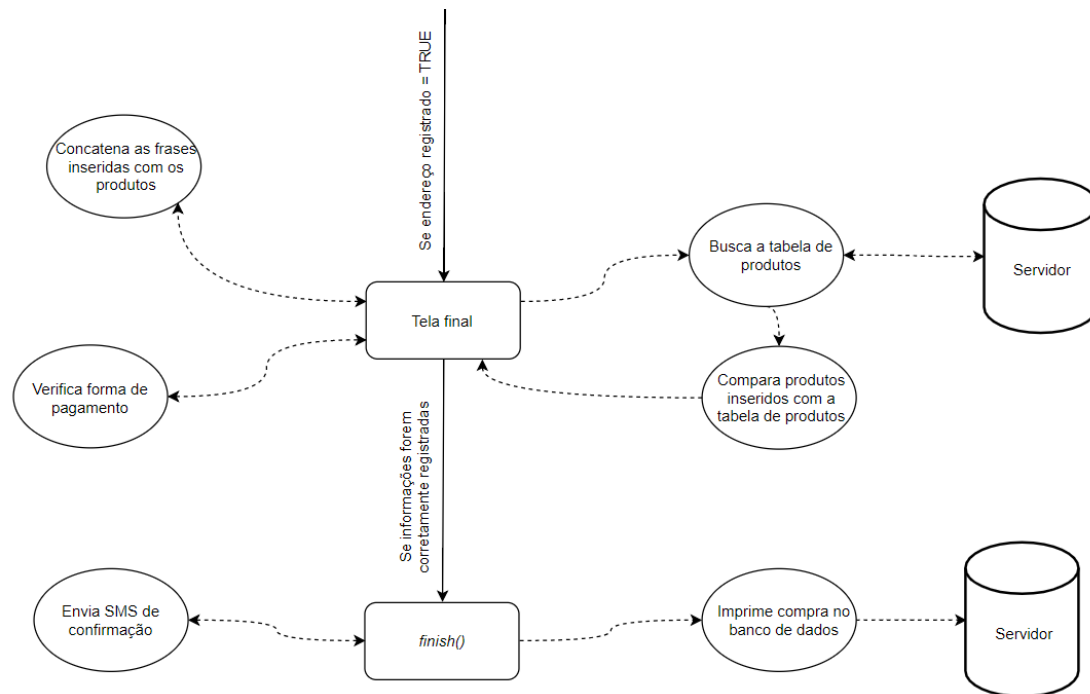 Se endereço registrado = TRUE
Concatena as frases
inseridas com os
produtos
Busca a tabela de
produtos
Servidor
Tela final
Verifica forma de
pagamento
Compara produtos
inseridos com a
tabela de produtos
Se informações forem
corretamente registradas
Envia SMS de
confirmação
finish()
Imprime compra no
banco de dados
Servidor